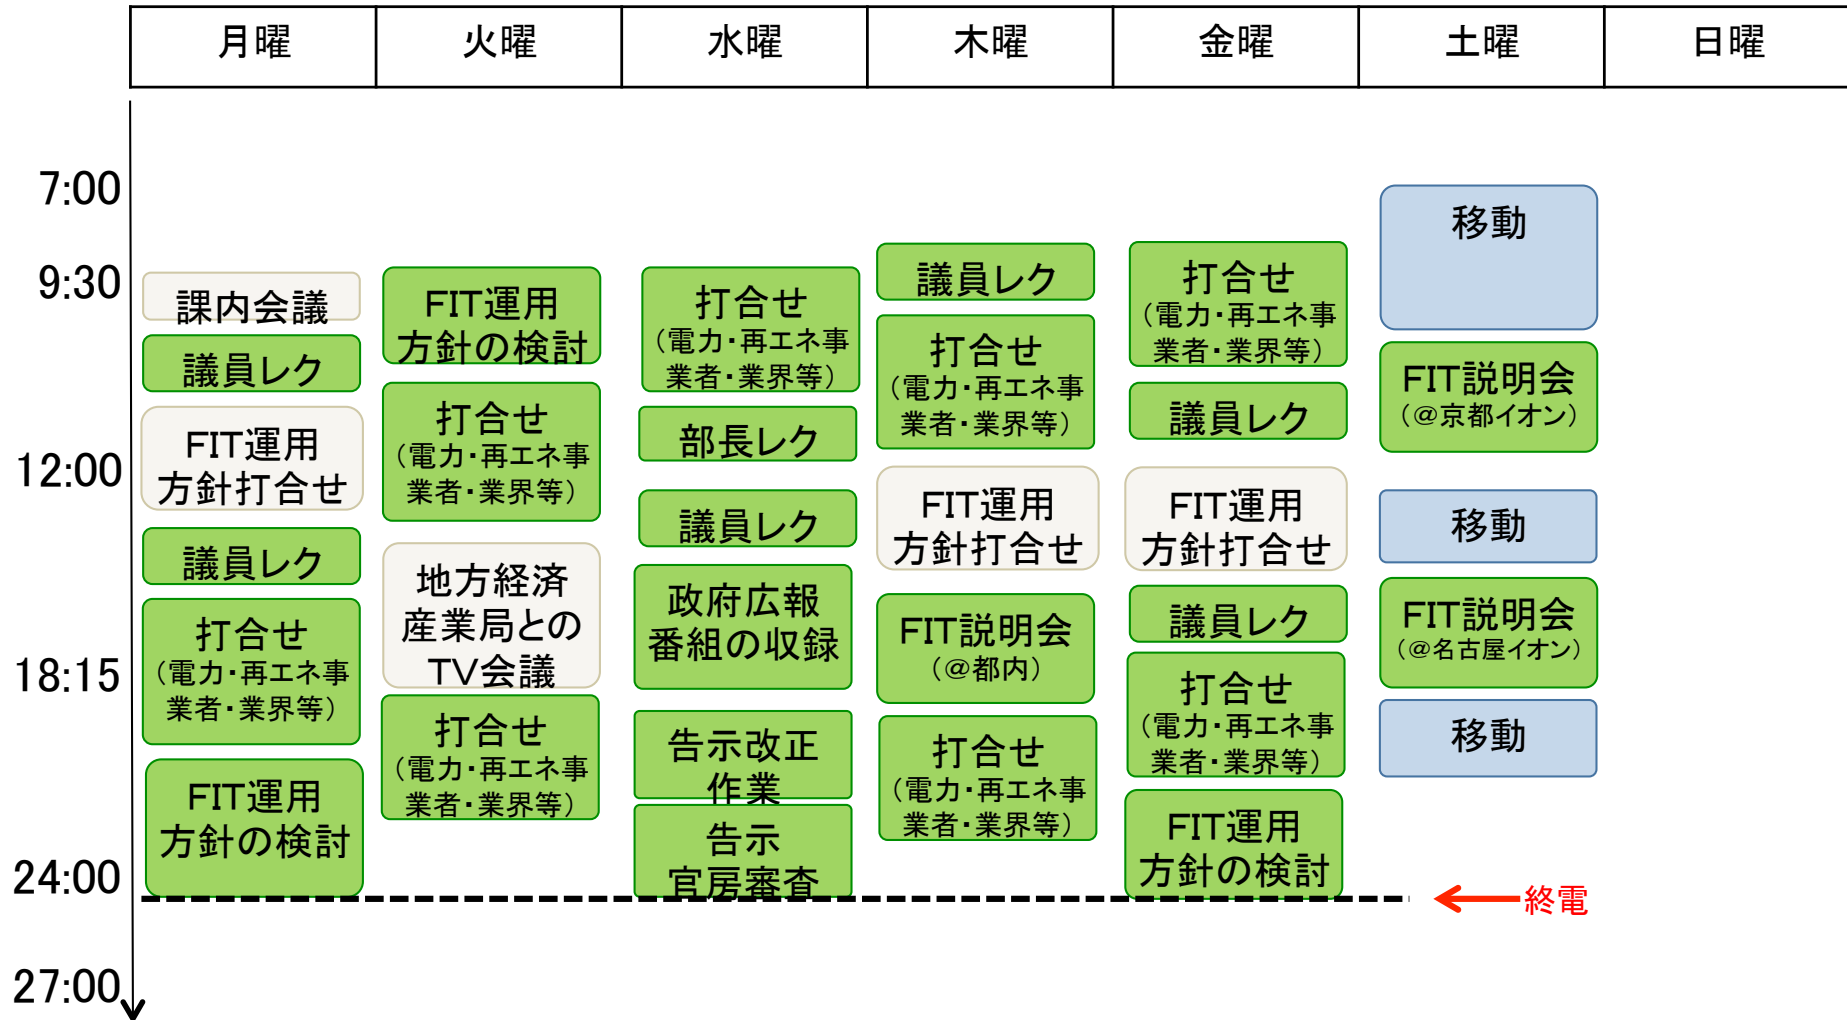 月曜
火曜
水曜
木曜
金曜
土曜
日曜
7:00
9:30
12:00
18:15
24:00
27:00
課内会議
議員レク
FIT運用
方針打合せ
議員レク
打合せ
（電力・再エネ事
業者・業界等）
FIT運用
方針の検討
FIT運用
方針の検討
打合せ
（電力・再エネ事
業者・業界等）
地方経済
産業局との
TV会議
打合せ
（電力・再エネ事
業者・業界等）
打合せ
（電力・再エネ事
業者・業界等）
部長レク
議員レク
政府広報
番組の収録
告示改正
作業
告示
官房審査
議員レク
打合せ
（電力・再エネ事
業者・業界等）
FIT運用
方針打合せ
FIT説明会
（@都内）
打合せ
（電力・再エネ事
業者・業界等）
打合せ
（電力・再エネ事
業者・業界等）
議員レク
FIT運用
方針打合せ
議員レク
打合せ
（電力・再エネ事
業者・業界等）
FIT運用
方針の検討
移動
FIT説明会
（@京都イオン）
移動
FIT説明会
（@名古屋イオン）
移動
終電